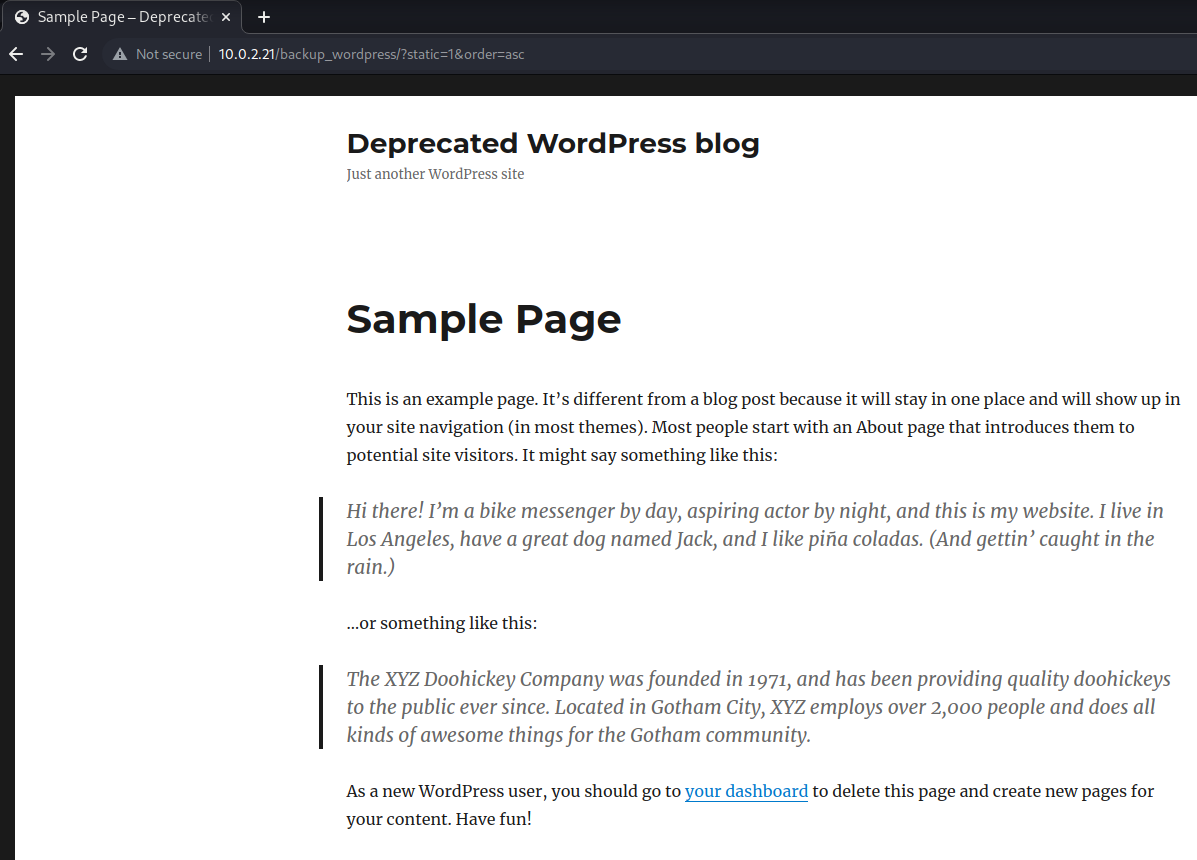 Sample Page – Deprecate
Not secure 10.0.2.21/backup_wordpress/?static=1&order=asc
Deprecated WordPress blog
Just another WordPress site
Sample Page
This is an example page. It’s different from a blog post because it will stay in one place and will show up in
your site navigation (in most themes). Most people start with an About page that introduces them to
potential site visitors. It might say something like this:
Hi there! I’m a bike messenger by day, aspiring actor by night, and this is my website. I live in
Los Angeles, have a great dog named Jack, and I like piña coladas. (And gettin’ caught in the
rain.)
…or something like this:
The XYZ Doohickey Company was founded in 1971, and has been providing quality doohickeys
to the public ever since. Located in Gotham City, XYZ employs over 2,000 people and does all
kinds of awesome things for the Gotham community.
As a new WordPress user, you should go to your dashboard to delete this page and create new pages for
your content. Have fun!